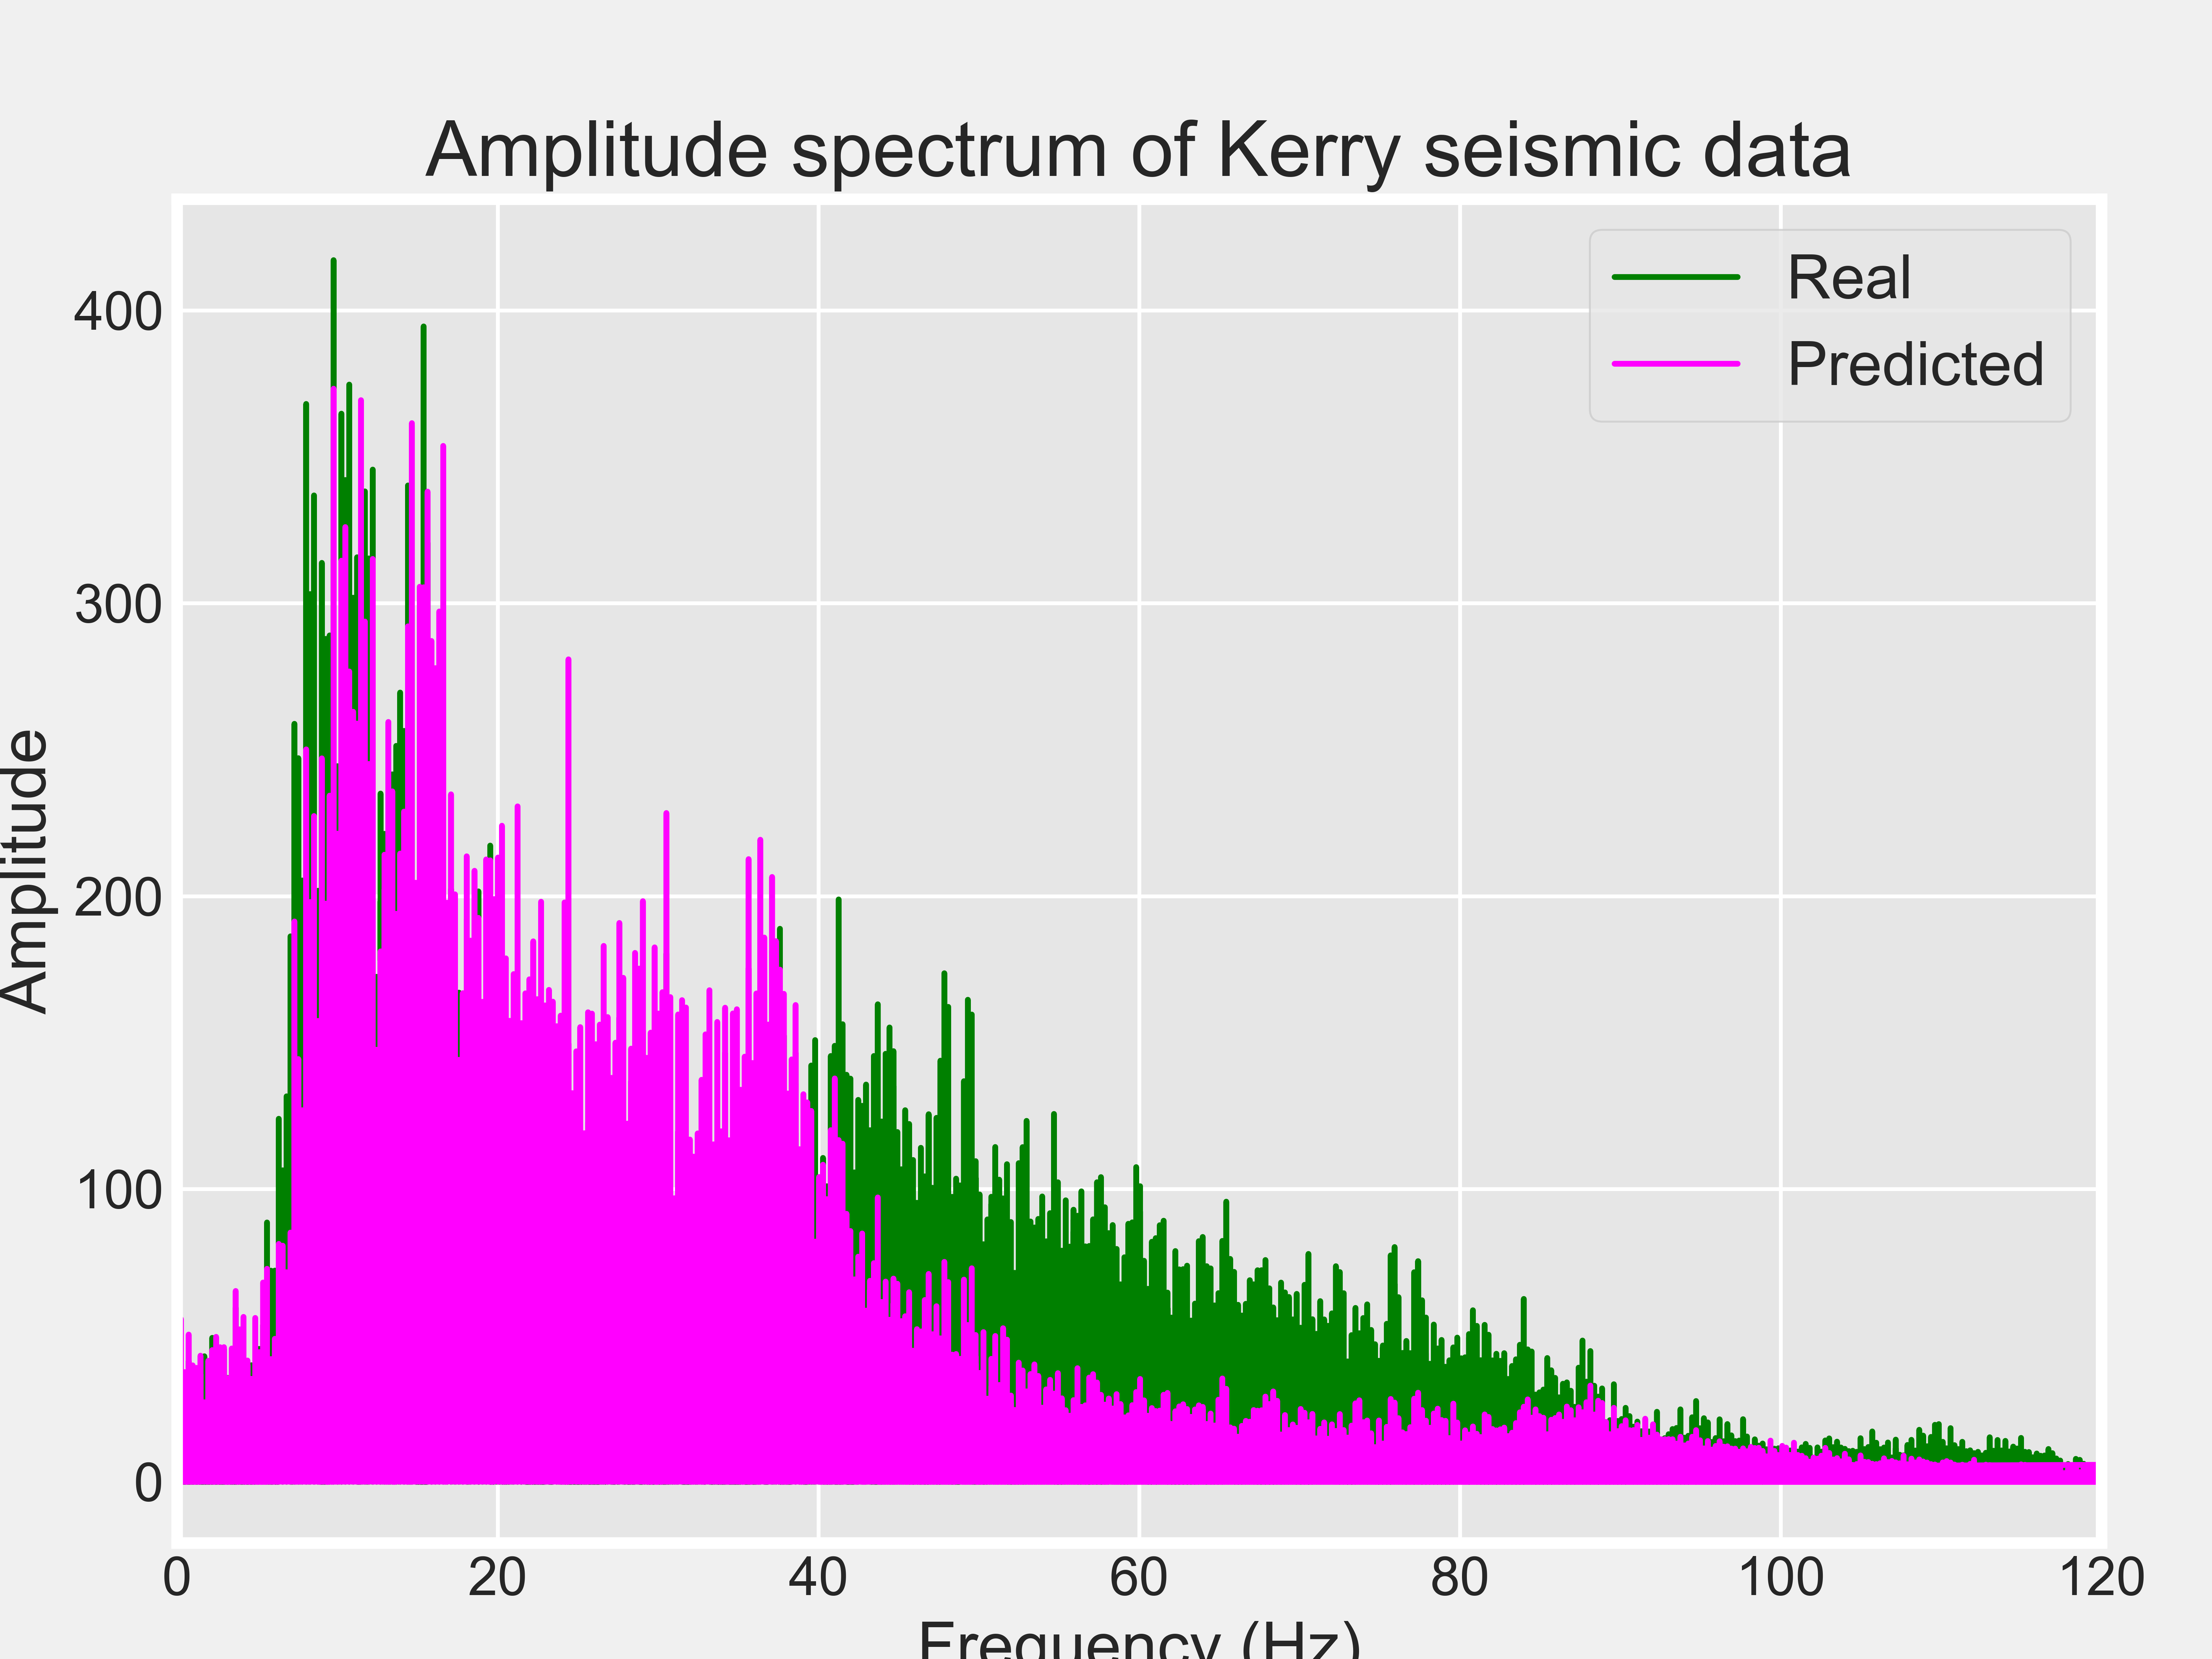 Amplitude spectrum of Kerry seismic data
Real
Predicted
Amplitude
400
300
200
100
0
0 20 40 60 80 100 120
Frequency (Hz)